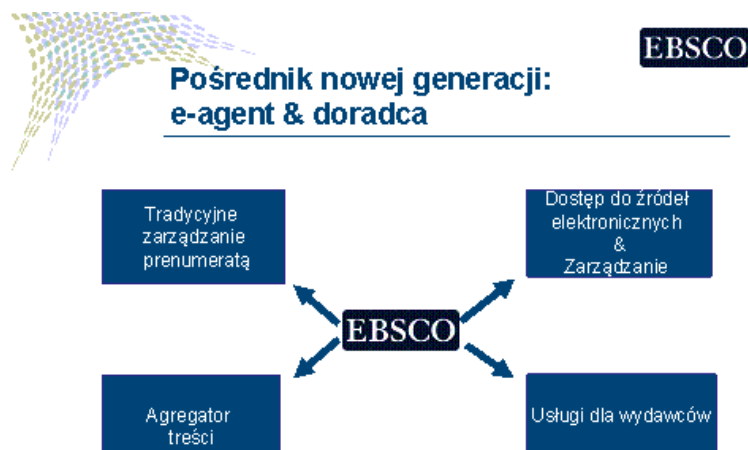 EBSCO
Pośrednik nowej generacji:
e-agent & doradca
Tradycyjne
zarządzanie
prenumeratą
Dostęp do źródeł
elektronicznych
&
Zarządzanie
EBSCO
Agregator
treści
Usługi dla wydawców